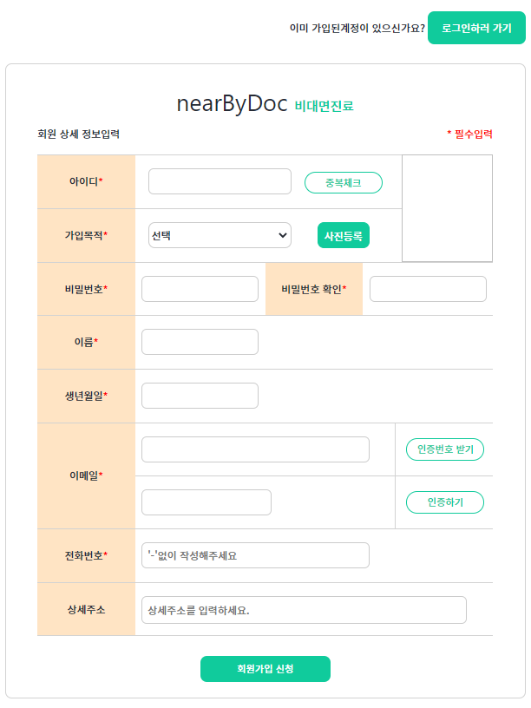 이미 가입된계정이 있으신가요? 로그인하러 가기
nearByDoc 비대면진료
회원 상세 정보입력 * 필수입력
아이디* 중복체크
가입목적* 선택 사진등록
비밀번호* 비밀번호 확인*
이름*
생년월일*
인증번호 받기
이메일*
인증하기
전화번호* '-'없이 작성해주세요
상세주소 상세주소를 입력하세요.
회원가입 신청